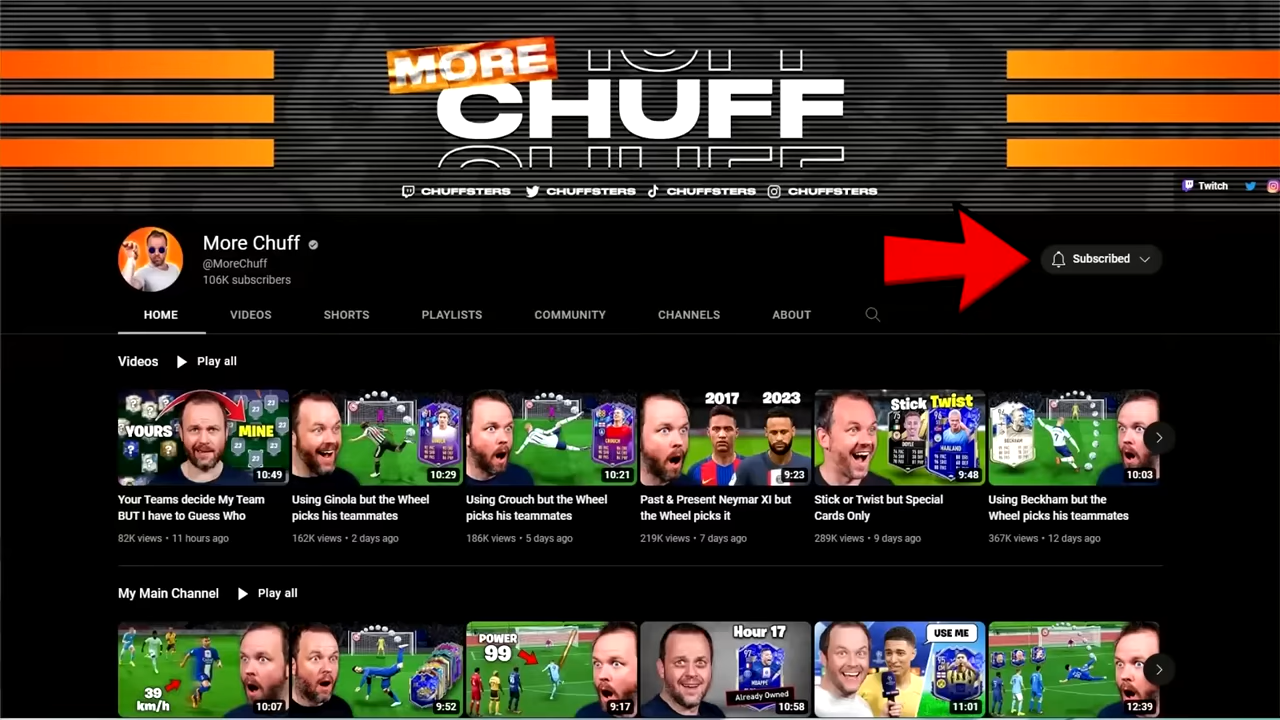 MORE
CHUFF
CHUFFSTERS CHUFFSTERS CHUFFSTERS CHUFFSTERS
Twitch
More Chuff
@MoreChuff
106K subscribers
Subscribed
HOME VIDEOS SHORTS PLAYLISTS COMMUNITY CHANNELS ABOUT
Videos Play all
YOURS MINE
2017 2023
Stick Twist
10:49 10:29 10:21 9:23 9:48 10:03
Your Teams decide My Team
BUT I have to Guess Who
82K views • 11 hours ago
Using Ginola but the Wheel
picks his teammates
162K views • 2 days ago
Using Crouch but the Wheel
picks his teammates
186K views • 5 days ago
Past & Present Neymar XI but
the Wheel picks it
219K views • 7 days ago
Stick or Twist but Special
Cards Only
289K views • 9 days ago
Using Beckham but the
Wheel picks his teammates
367K views • 12 days ago
My Main Channel Play all
39
km/h
10:07
9:52
POWER
99
9:17
Hour 17
Already Owned
10:58
USE ME
11:01
12:39